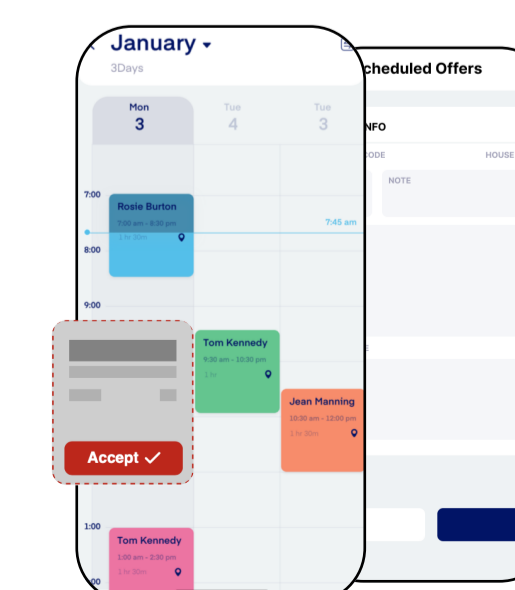 January
3Days
Mon
3
Tue
4
Tue
3
7:00
Rosie Burton
7:00 am - 8:30 pm
1 hr 30m
7:45 am
8:00
9:00
Tom Kennedy
9:30 am - 10:30 pm
1 hr
Jean Manning
10:30 am - 12:00 pm
1 hr 30m
Accept
1:00
Tom Kennedy
1:00 am - 2:30 pm
1 hr 30m
:00
cheduled Offers
NFO
CODE
HOUSE
NOTE
E